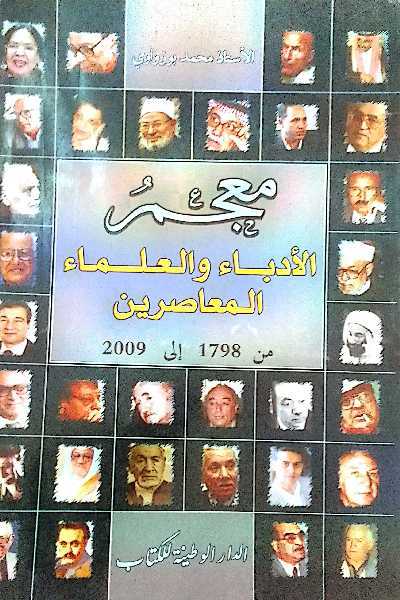 الأستاذ محمد بوزواوي
معجم
الأدباء والعلماء
المعاصرين
من 1798 إلى 2009
الدار الوطنية للكتاب